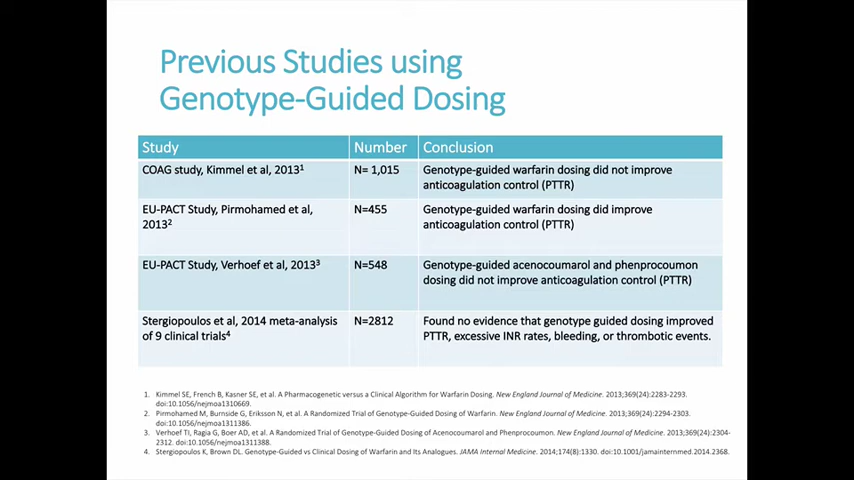 Previous Studies using
Genotype-Guided Dosing
Study Number Conclusion
COAG study, Kimmel et al, 2013¹ N= 1,015 Genotype-guided warfarin dosing did not improve
anticoagulation control (PTTR)
EU-PACT Study, Pirmohamed et al, N=455 Genotype-guided warfarin dosing did improve
2013² anticoagulation control (PTTR)
EU-PACT Study, Verhoef et al, 2013³ N=548 Genotype-guided acenocoumarol and phenprocoumon
dosing did not improve anticoagulation control (PTTR)
Stergiopoulos et al, 2014 meta-analysis N=2812 Found no evidence that genotype guided dosing improved
of 9 clinical trials⁴ PTTR, excessive INR rates, bleeding, or thrombotic events.
1. Kimmel SE, French B, Kasner SE, et al. A Pharmacogenetic versus a Clinical Algorithm for Warfarin Dosing. New England Journal of Medicine. 2013;369(24):2283-2293.
doi:10.1056/nejmoa1310669.
2. Pirmohamed M, Burnside G, Eriksson N, et al. A Randomized Trial of Genotype-Guided Dosing of Warfarin. New England Journal of Medicine. 2013;369(24):2294-2303.
doi:10.1056/nejmoa1311386.
3. Verhoef TI, Ragia G, Boer AD, et al. A Randomized Trial of Genotype-Guided Dosing of Acenocoumarol and Phenprocoumon. New England Journal of Medicine. 2013;369(24):2304-
2312. doi:10.1056/nejmoa1311388.
4. Stergiopoulos K, Brown DL. Genotype-Guided vs Clinical Dosing of Warfarin and Its Analogues. JAMA Internal Medicine. 2014;174(8):1330. doi:10.1001/jamainternmed.2014.2368.